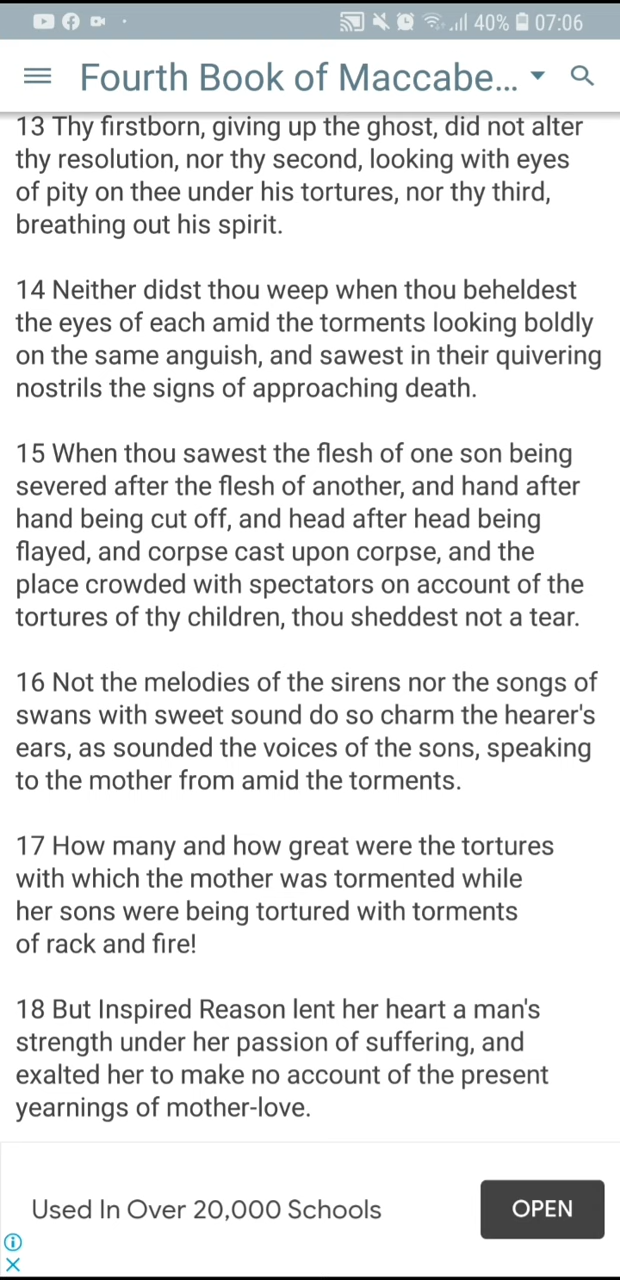 40% 07:06
Fourth Book of Maccabe...
13 Thy firstborn, giving up the ghost, did not alter
thy resolution, nor thy second, looking with eyes
of pity on thee under his tortures, nor thy third,
breathing out his spirit.
14 Neither didst thou weep when thou beheldest
the eyes of each amid the torments looking boldly
on the same anguish, and sawest in their quivering
nostrils the signs of approaching death.
15 When thou sawest the flesh of one son being
severed after the flesh of another, and hand after
hand being cut off, and head after head being
flayed, and corpse cast upon corpse, and the
place crowded with spectators on account of the
tortures of thy children, thou sheddest not a tear.
16 Not the melodies of the sirens nor the songs of
swans with sweet sound do so charm the hearer's
ears, as sounded the voices of the sons, speaking
to the mother from amid the torments.
17 How many and how great were the tortures
with which the mother was tormented while
her sons were being tortured with torments
of rack and fire!
18 But Inspired Reason lent her heart a man's
strength under her passion of suffering, and
exalted her to make no account of the present
yearnings of mother-love.
Used In Over 20,000 Schools
OPEN